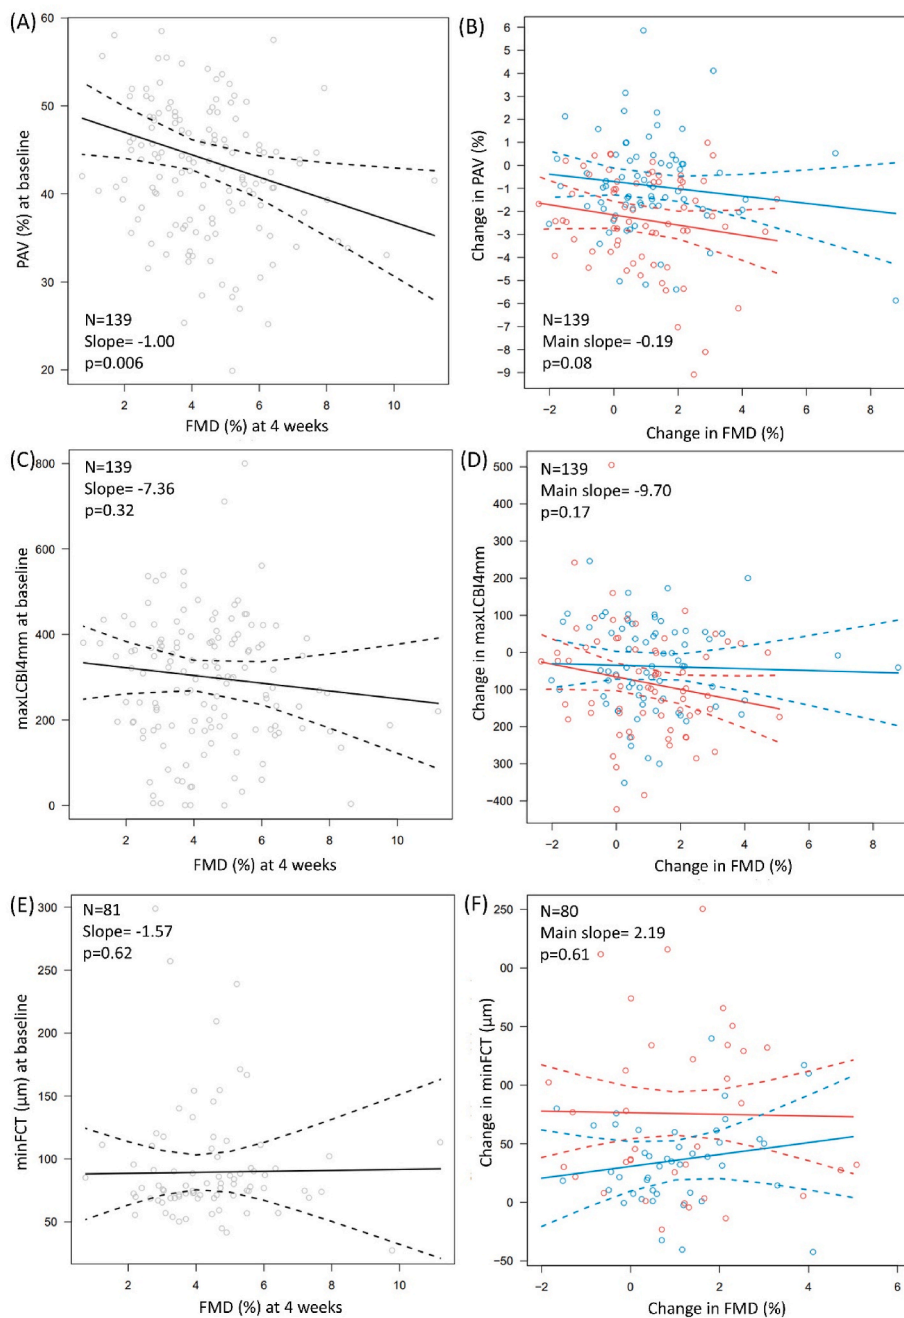 (A)
60
50
40
30
20
PAV (%) at baseline
N=139
Slope= -1.00
p=0.006
2
4
6
8
10
FMD (%) at 4 weeks
(B)
6
5
4
3
2
1
0
−1
−2
−3
−4
−5
−6
−7
−8
−9
Change in PAV (%)
N=139
Main slope= -0.19
p=0.08
−2
0
2
4
6
8
Change in FMD (%)
(C)
800
600
400
200
0
maxLCBI4mm at baseline
N=139
Slope= -7.36
p=0.32
2
4
6
8
10
FMD (%) at 4 weeks
(D)
500
400
300
200
100
0
100
200
300
−400
Change in maxLCBI4mm
N=139
Main slope= -9.70
p=0.17
−2
0
2
4
6
8
Change in FMD (%)
(E)
300
250
200
150
100
50
minFCT (µm) at baseline
N=81
Slope= -1.57
p=0.62
2
4
6
8
10
FMD (%) at 4 weeks
(F)
250
00
50
00
50
00
−50
Change in minFCT (µm)
N=80
Main slope= 2.19
p=0.61
−2
0
2
4
6
Change in FMD (%)